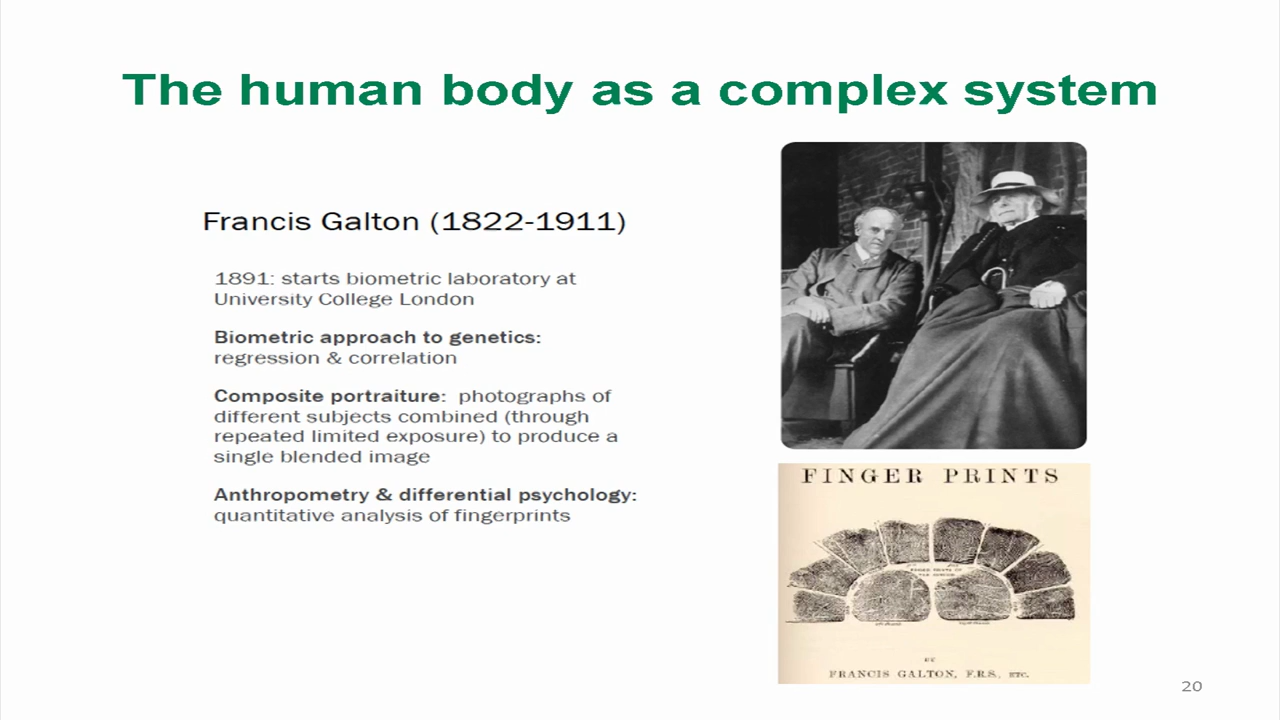 The human body as a complex system
Francis Galton (1822-1911)
1891: starts biometric laboratory at
University College London
Biometric approach to genetics:
regression & correlation
Composite portraiture: photographs of
different subjects combined (through
repeated limited exposure) to produce a
single blended image
Anthropometry & differential psychology:
quantitative analysis of fingerprints
FINGER PRINTS
BY
FRANCIS GALTON, F.R.S., ETC.
20